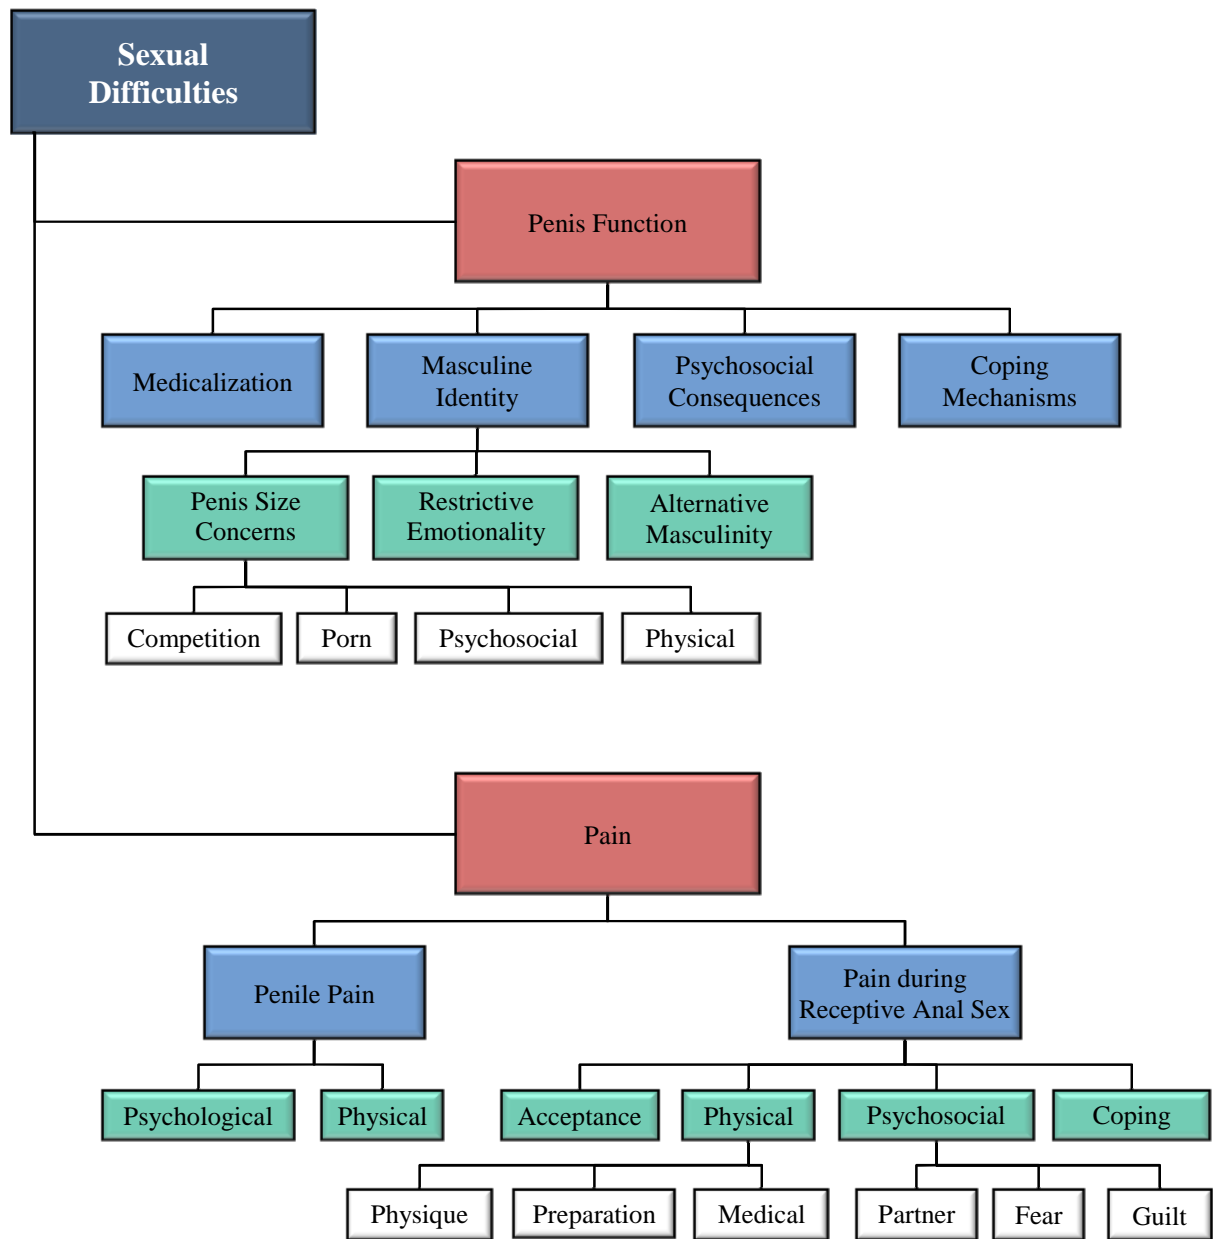 Sexual
Difficulties
Penis Function
Medicalization
Masculine
Identity
Psychosocial
Consequences
Coping
Mechanisms
Penis Size
Concerns
Restrictive
Emotionality
Alternative
Masculinity
Competition
Porn
Psychosocial
Physical
Pain
Penile Pain
Pain during
Receptive Anal Sex
Psychological
Physical
Acceptance
Physical
Psychosocial
Coping
Physique
Preparation
Medical
Partner
Fear
Guilt